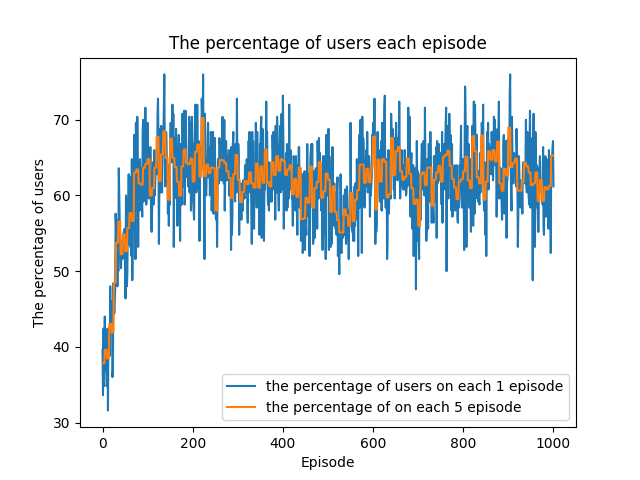 The percentage of users each episode
The percentage of users
70
60
50
40
30
0
200
400
600
800
1000
Episode
the percentage of users on each 1 episode
the percentage of on each 5 episode